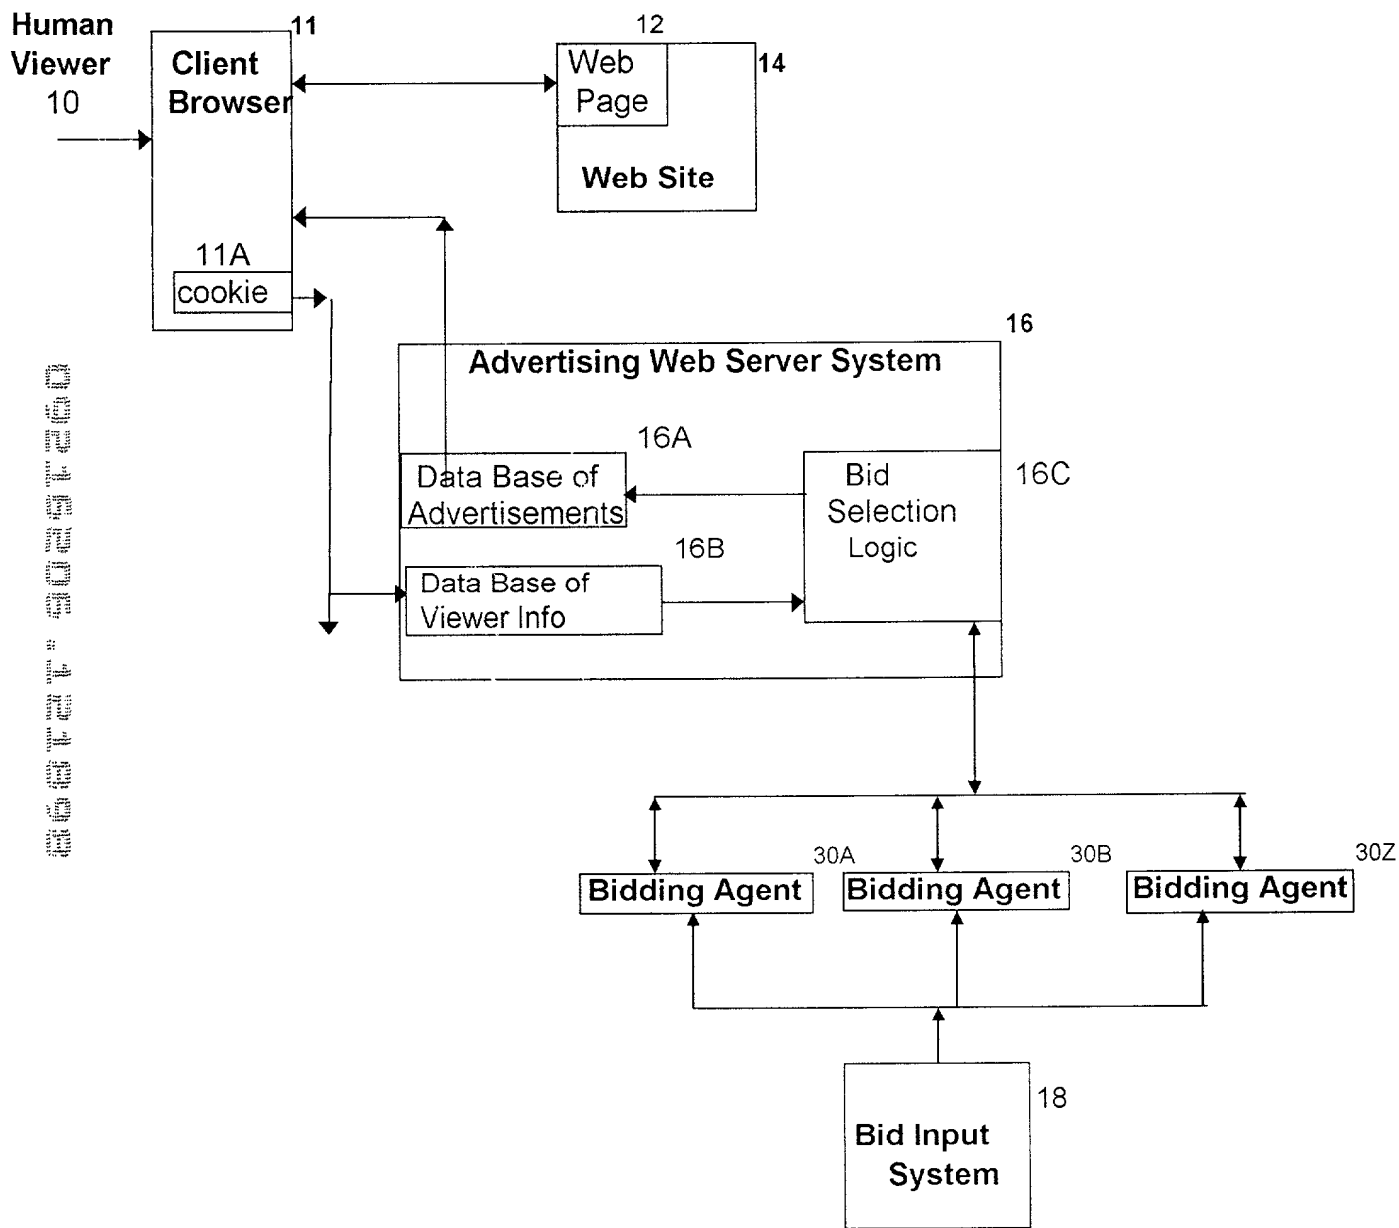 Human
Viewer
10
11
Client
Browser
12
Web
Page
14
Web Site
11A
cookie
16
Advertising Web Server System
16A
Data Base of
Advertisements
Bid
Selection
Logic
16C
16B
Data Base of
Viewer Info
30A
Bidding Agent
30B
Bidding Agent
30Z
Bidding Agent
18
Bid Input
System
09215205.121898